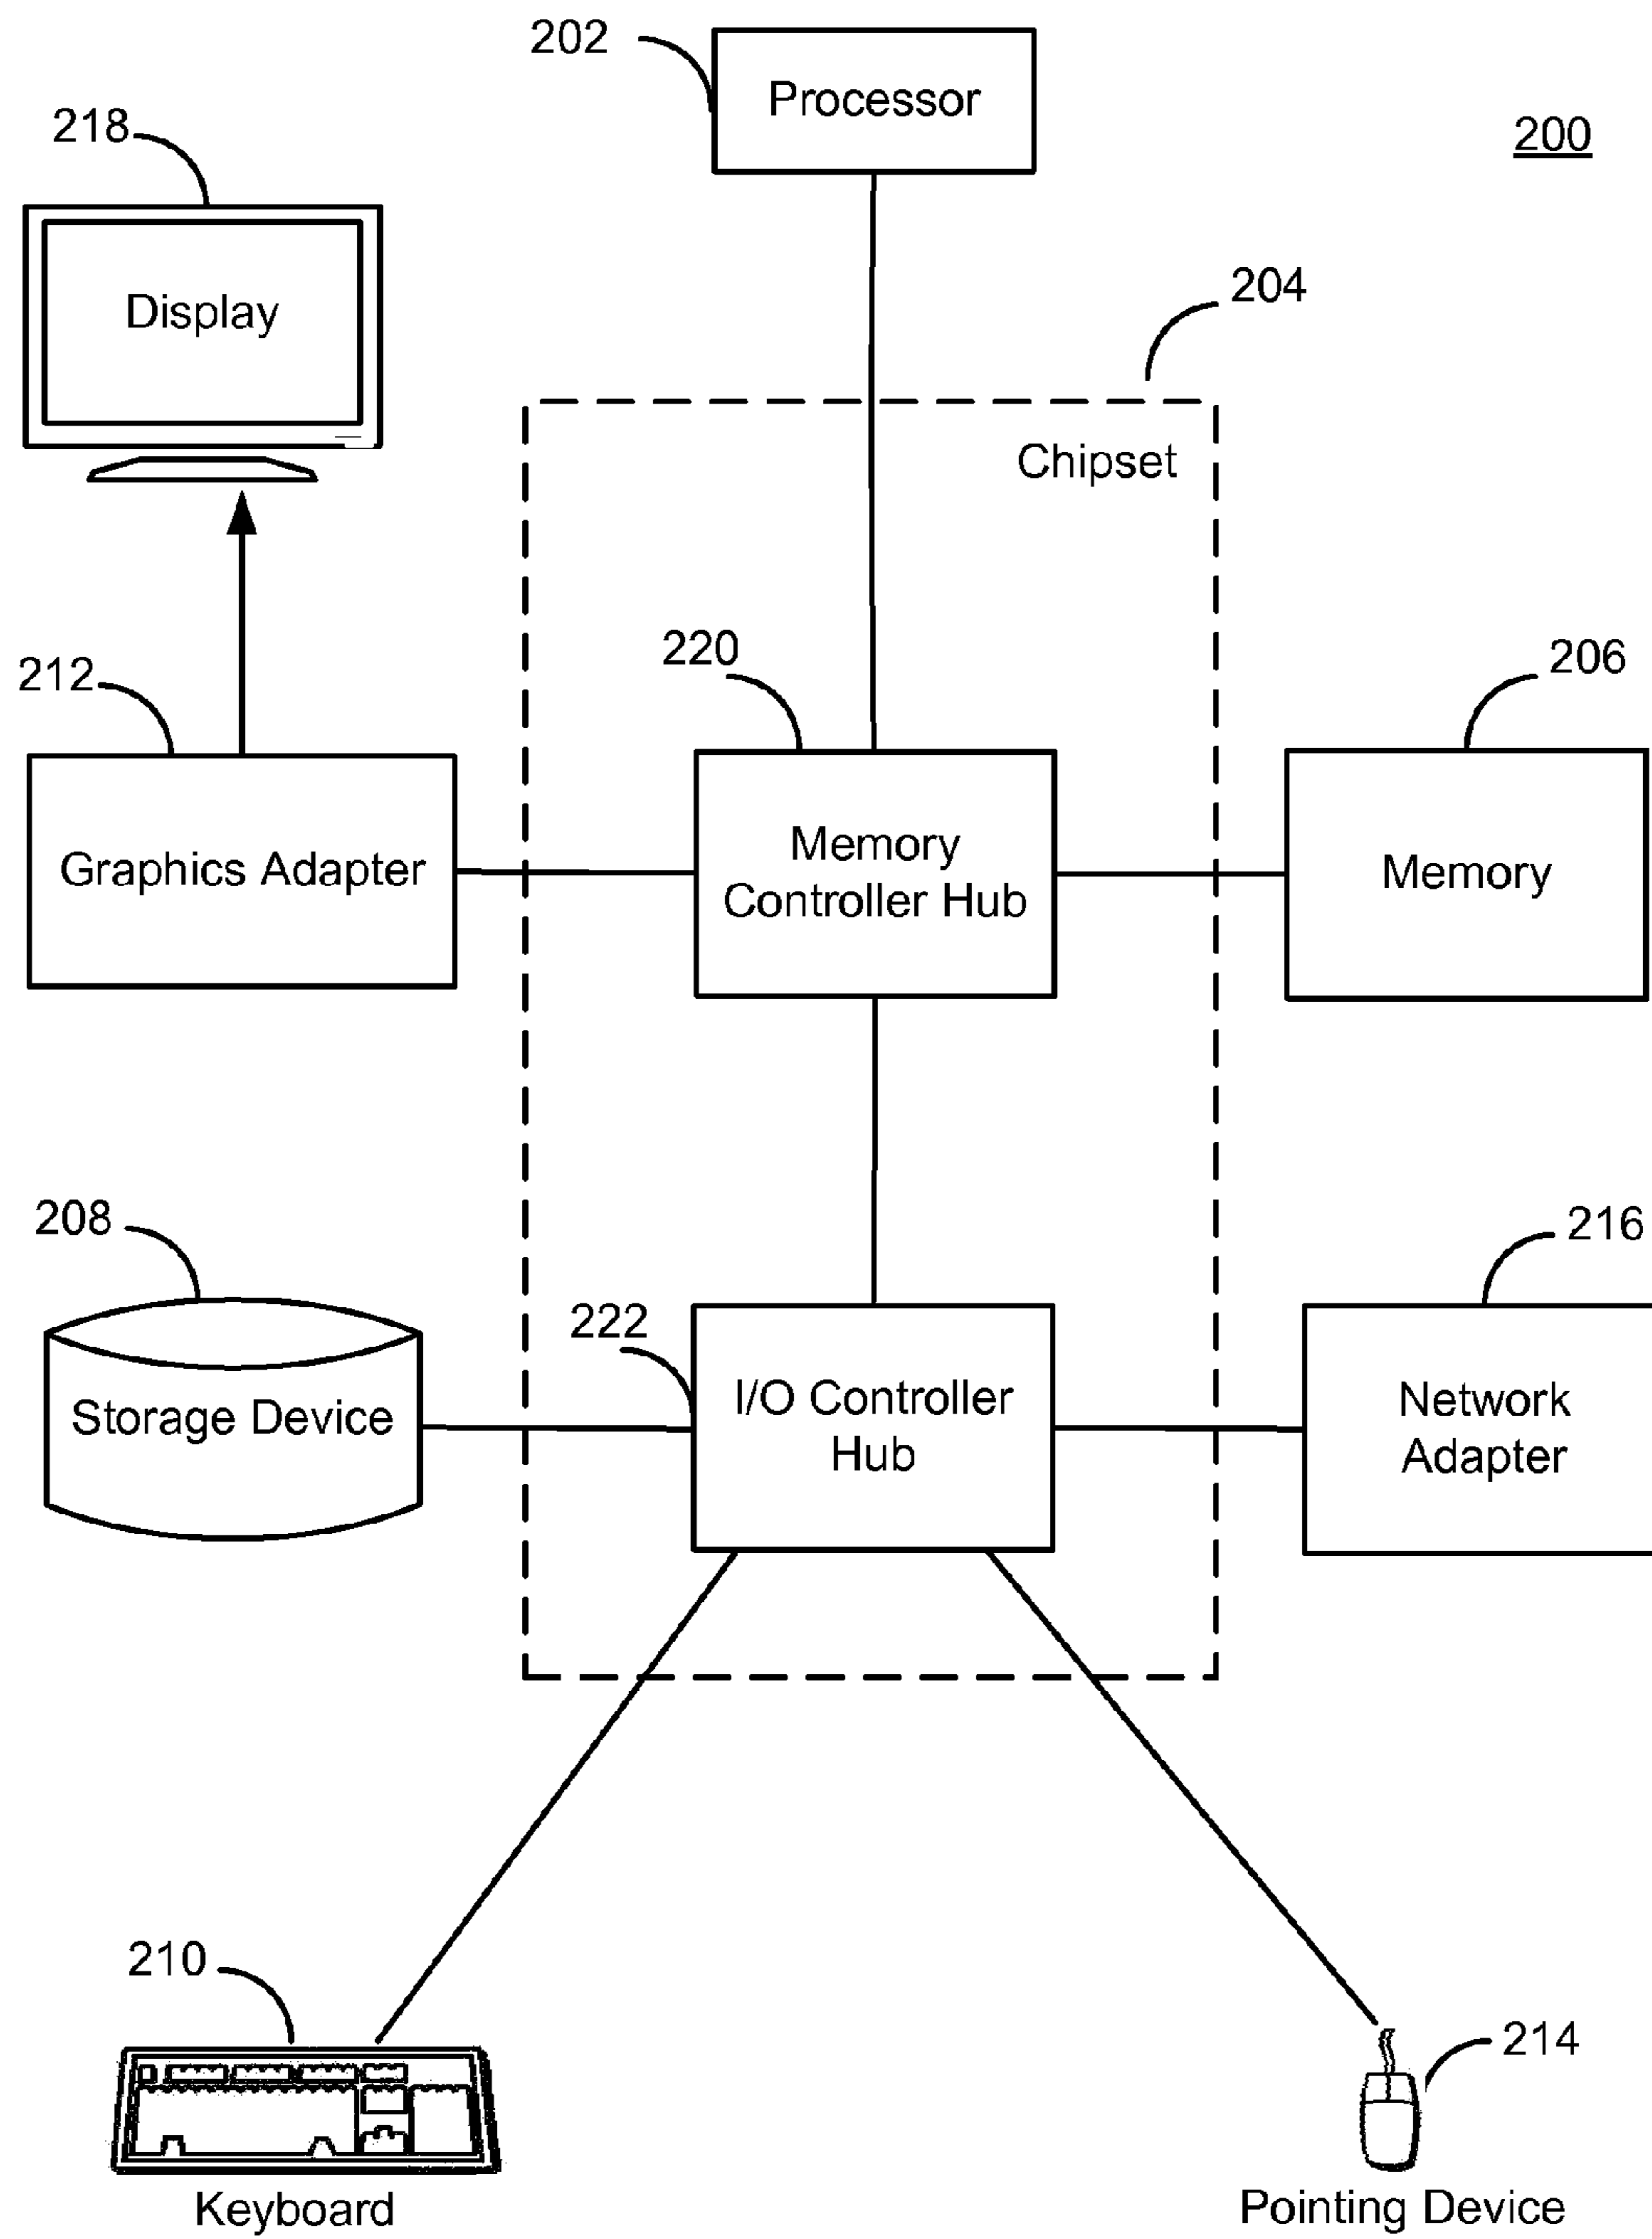 202
Processor
200
218
Display
204
Chipset
220
212
206
Graphics Adapter
Memory
Controller Hub
Memory
208
216
222
Storage Device
I/O Controller
Hub
Network
Adapter
210
214
Keyboard
Pointing Device